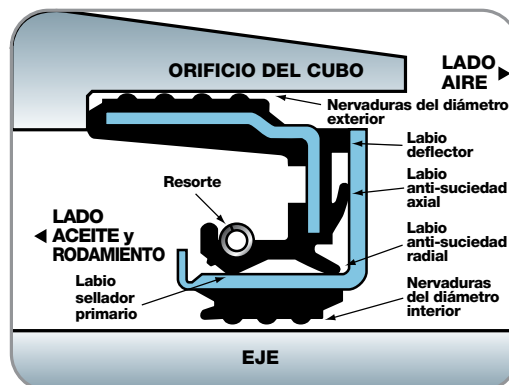 ORIFICIO DEL CUBO
LADO
AIRE
Nervaduras del diámetro
exterior
Labio
deflector
Resorte
Labio
anti-suciedad
axial
LADO
ACEITE y
RODAMIENTO
Labio
anti-suciedad
radial
Labio
sellador
primario
Nervaduras
del diámetro
interior
EJE